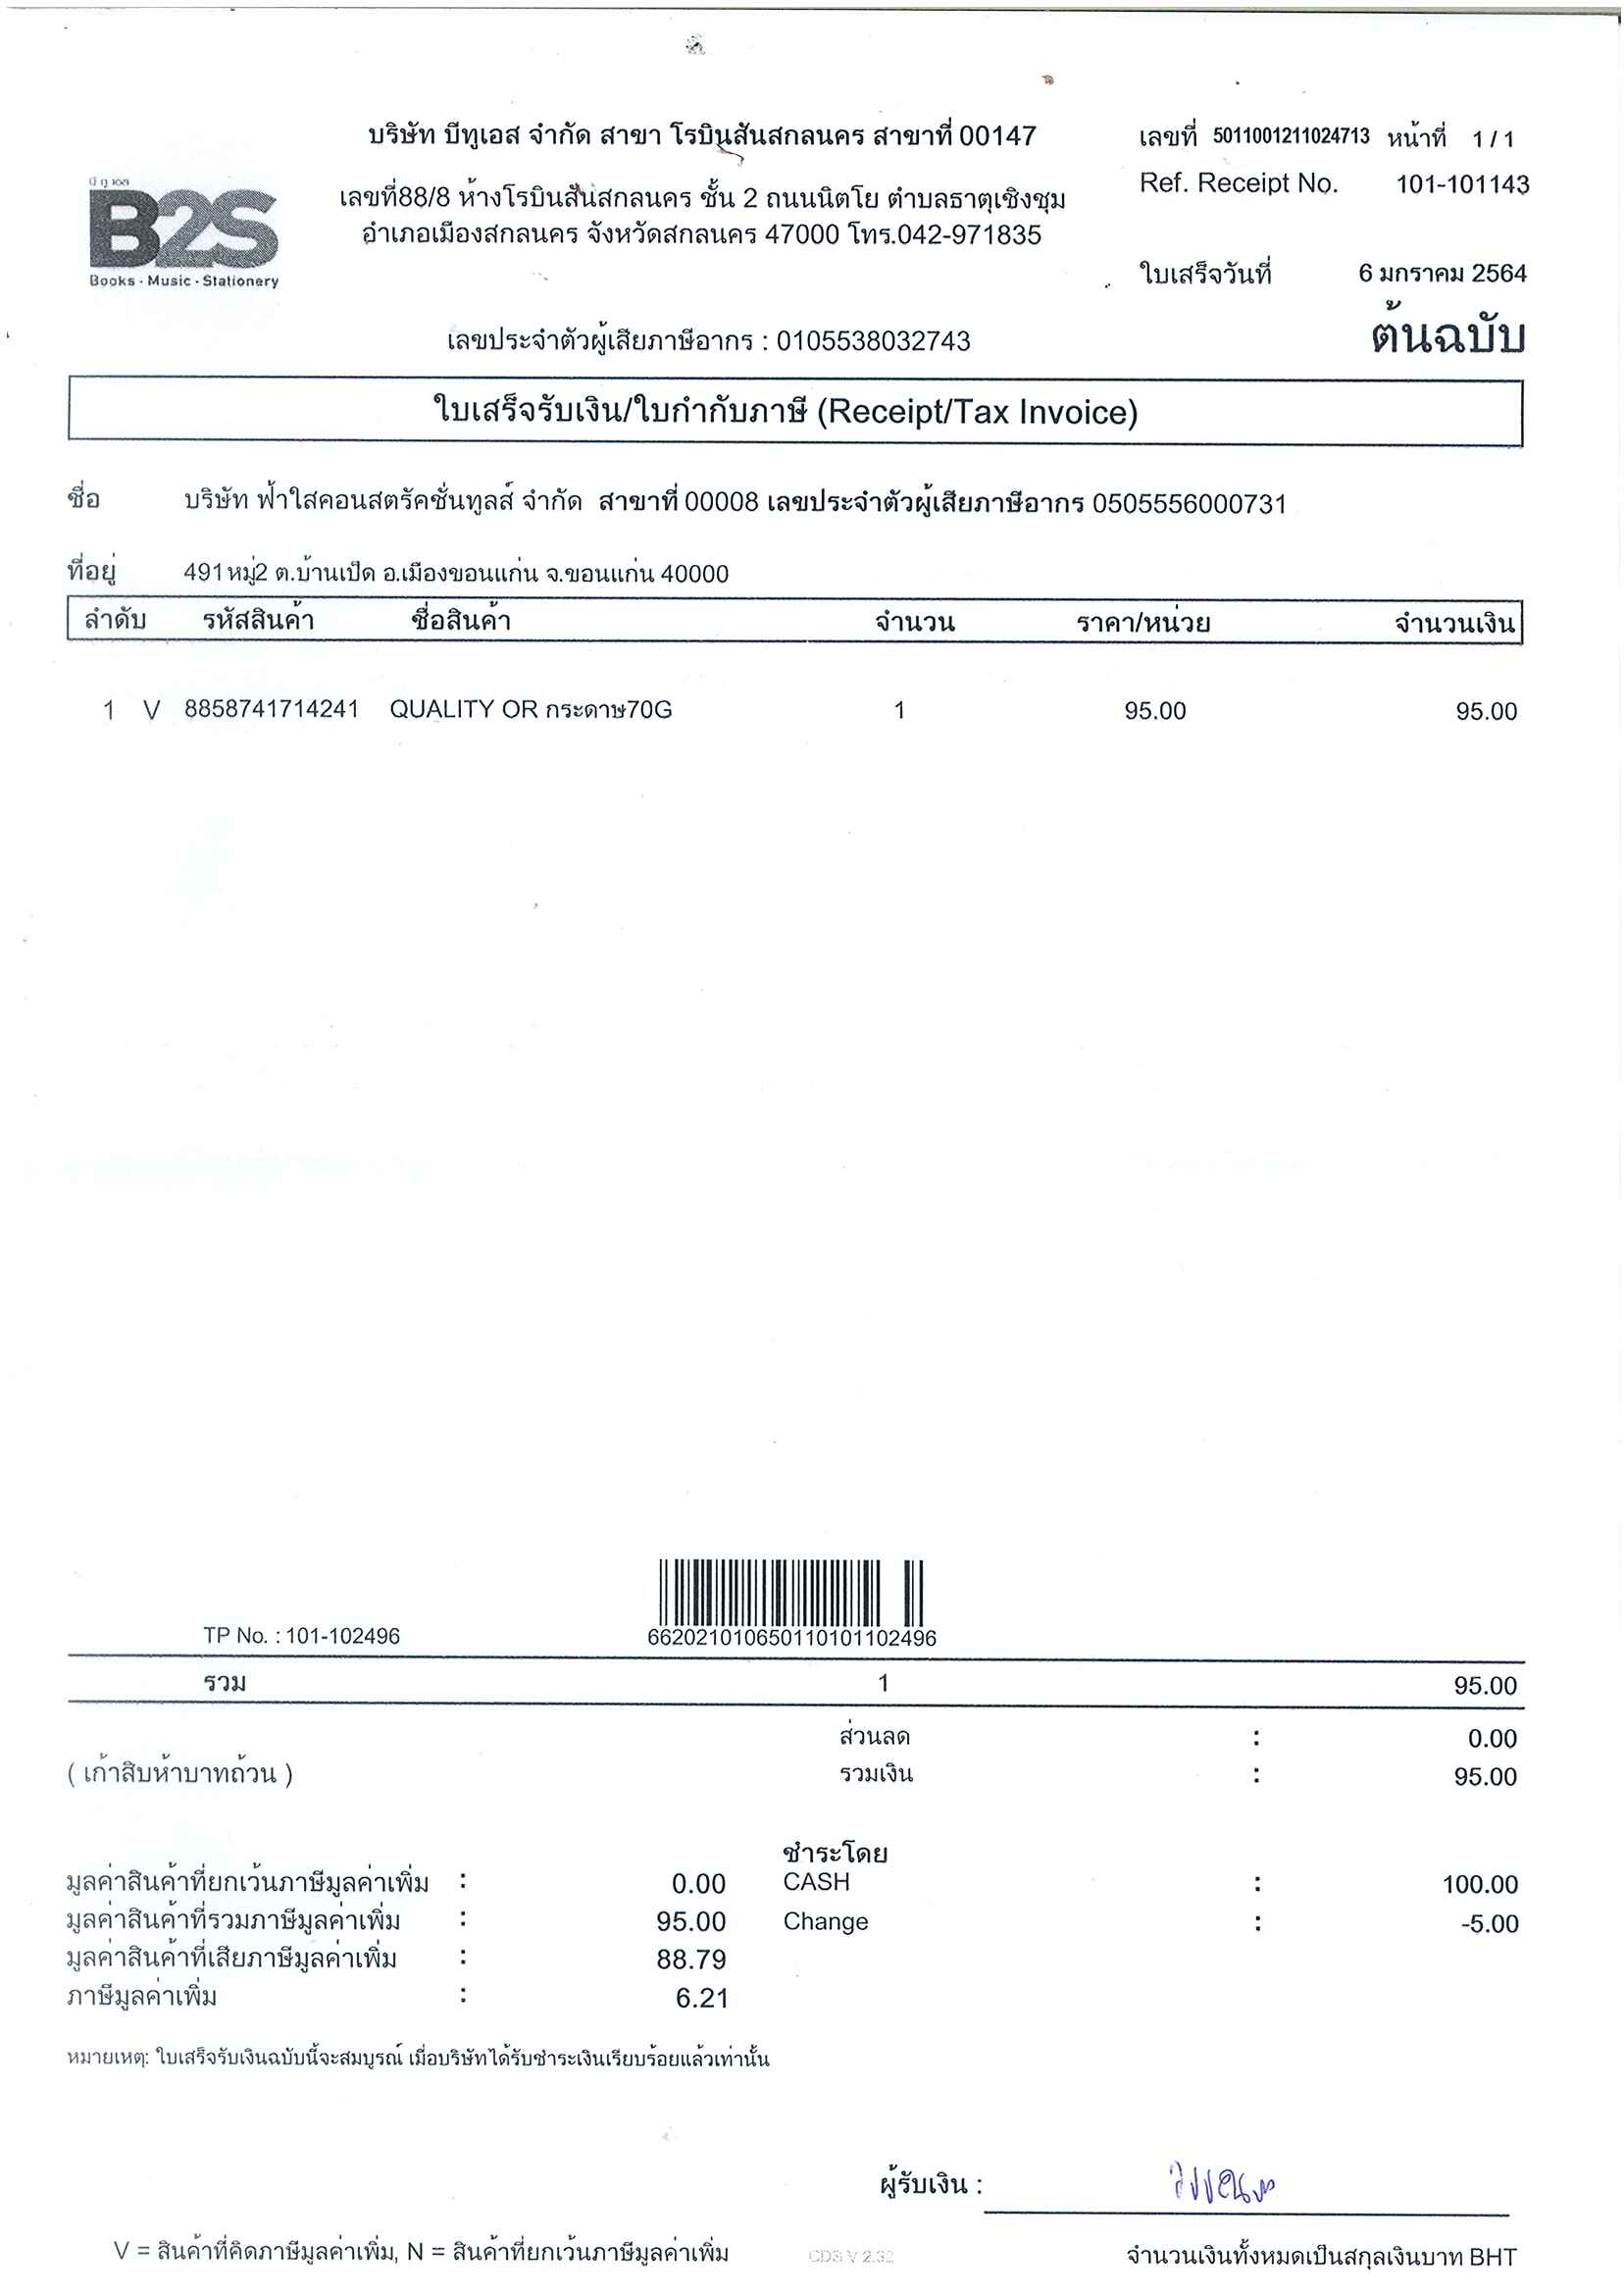 บริษัท บีทูเอส จำกัด สาขา โรบินสันสกลนคร สาขาที่ 00147
เลขที่ 5011001211024713 หน้าที่ 1 / 1
บี ทู เอส
B2S
Books · Music · Stationery
เลขที่88/8 ห้างโรบินสันสกลนคร ชั้น 2 ถนนนิตโย ตำบลธาตุเชิงชุม
อำเภอเมืองสกลนคร จังหวัดสกลนคร 47000 โทร.042-971835
Ref. Receipt No. 101-101143
ใบเสร็จวันที่ 6 มกราคม 2564
ต้นฉบับ
เลขประจำตัวผู้เสียภาษีอากร : 0105538032743
ใบเสร็จรับเงิน/ใบกำกับภาษี (Receipt/Tax Invoice)
ชื่อ บริษัท ฟ้าใสคอนสตรัคชั่นทูลส์ จำกัด สาขาที่ 00008 เลขประจำตัวผู้เสียภาษีอากร 0505556000731
ที่อยู่ 491หมู่2 ต.บ้านเป็ด อ.เมืองขอนแก่น จ.ขอนแก่น 40000
ลำดับ รหัสสินค้า ชื่อสินค้า จำนวน ราคา/หน่วย จำนวนเงิน
1 V 8858741714241 QUALITY OR กระดาษ70G 1 95.00 95.00
TP No. : 101-102496
66202101065011010110249​6
รวม 1 95.00
ส่วนลด : 0.00
( เก้าสิบห้าบาทถ้วน ) รวมเงิน : 95.00
ชำระโดย
มูลค่าสินค้าที่ยกเว้นภาษีมูลค่าเพิ่ม : 0.00 CASH : 100.00
มูลค่าสินค้าที่รวมภาษีมูลค่าเพิ่ม : 95.00 Change : -5.00
มูลค่าสินค้าที่เสียภาษีมูลค่าเพิ่ม : 88.79
ภาษีมูลค่าเพิ่ม : 6.21
หมายเหตุ: ใบเสร็จรับเงินฉบับนี้จะสมบูรณ์ เมื่อบริษัทได้รับชำระเงินเรียบร้อยแล้วเท่านั้น
ผู้รับเงิน :
V = สินค้าที่คิดภาษีมูลค่าเพิ่ม, N = สินค้าที่ยกเว้นภาษีมูลค่าเพิ่ม CDS V 2.32 จำนวนเงินทั้งหมดเป็นสกุลเงินบาท BHT